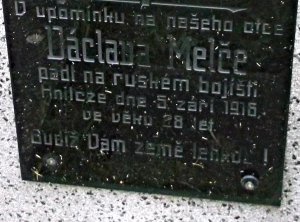 V upomínku na našeho otce
Václava Melče
padl na ruském bojišti
Hnilcze dne 5. září 1916,
ve věku 28 let.
Budiž Vám země lehkou!